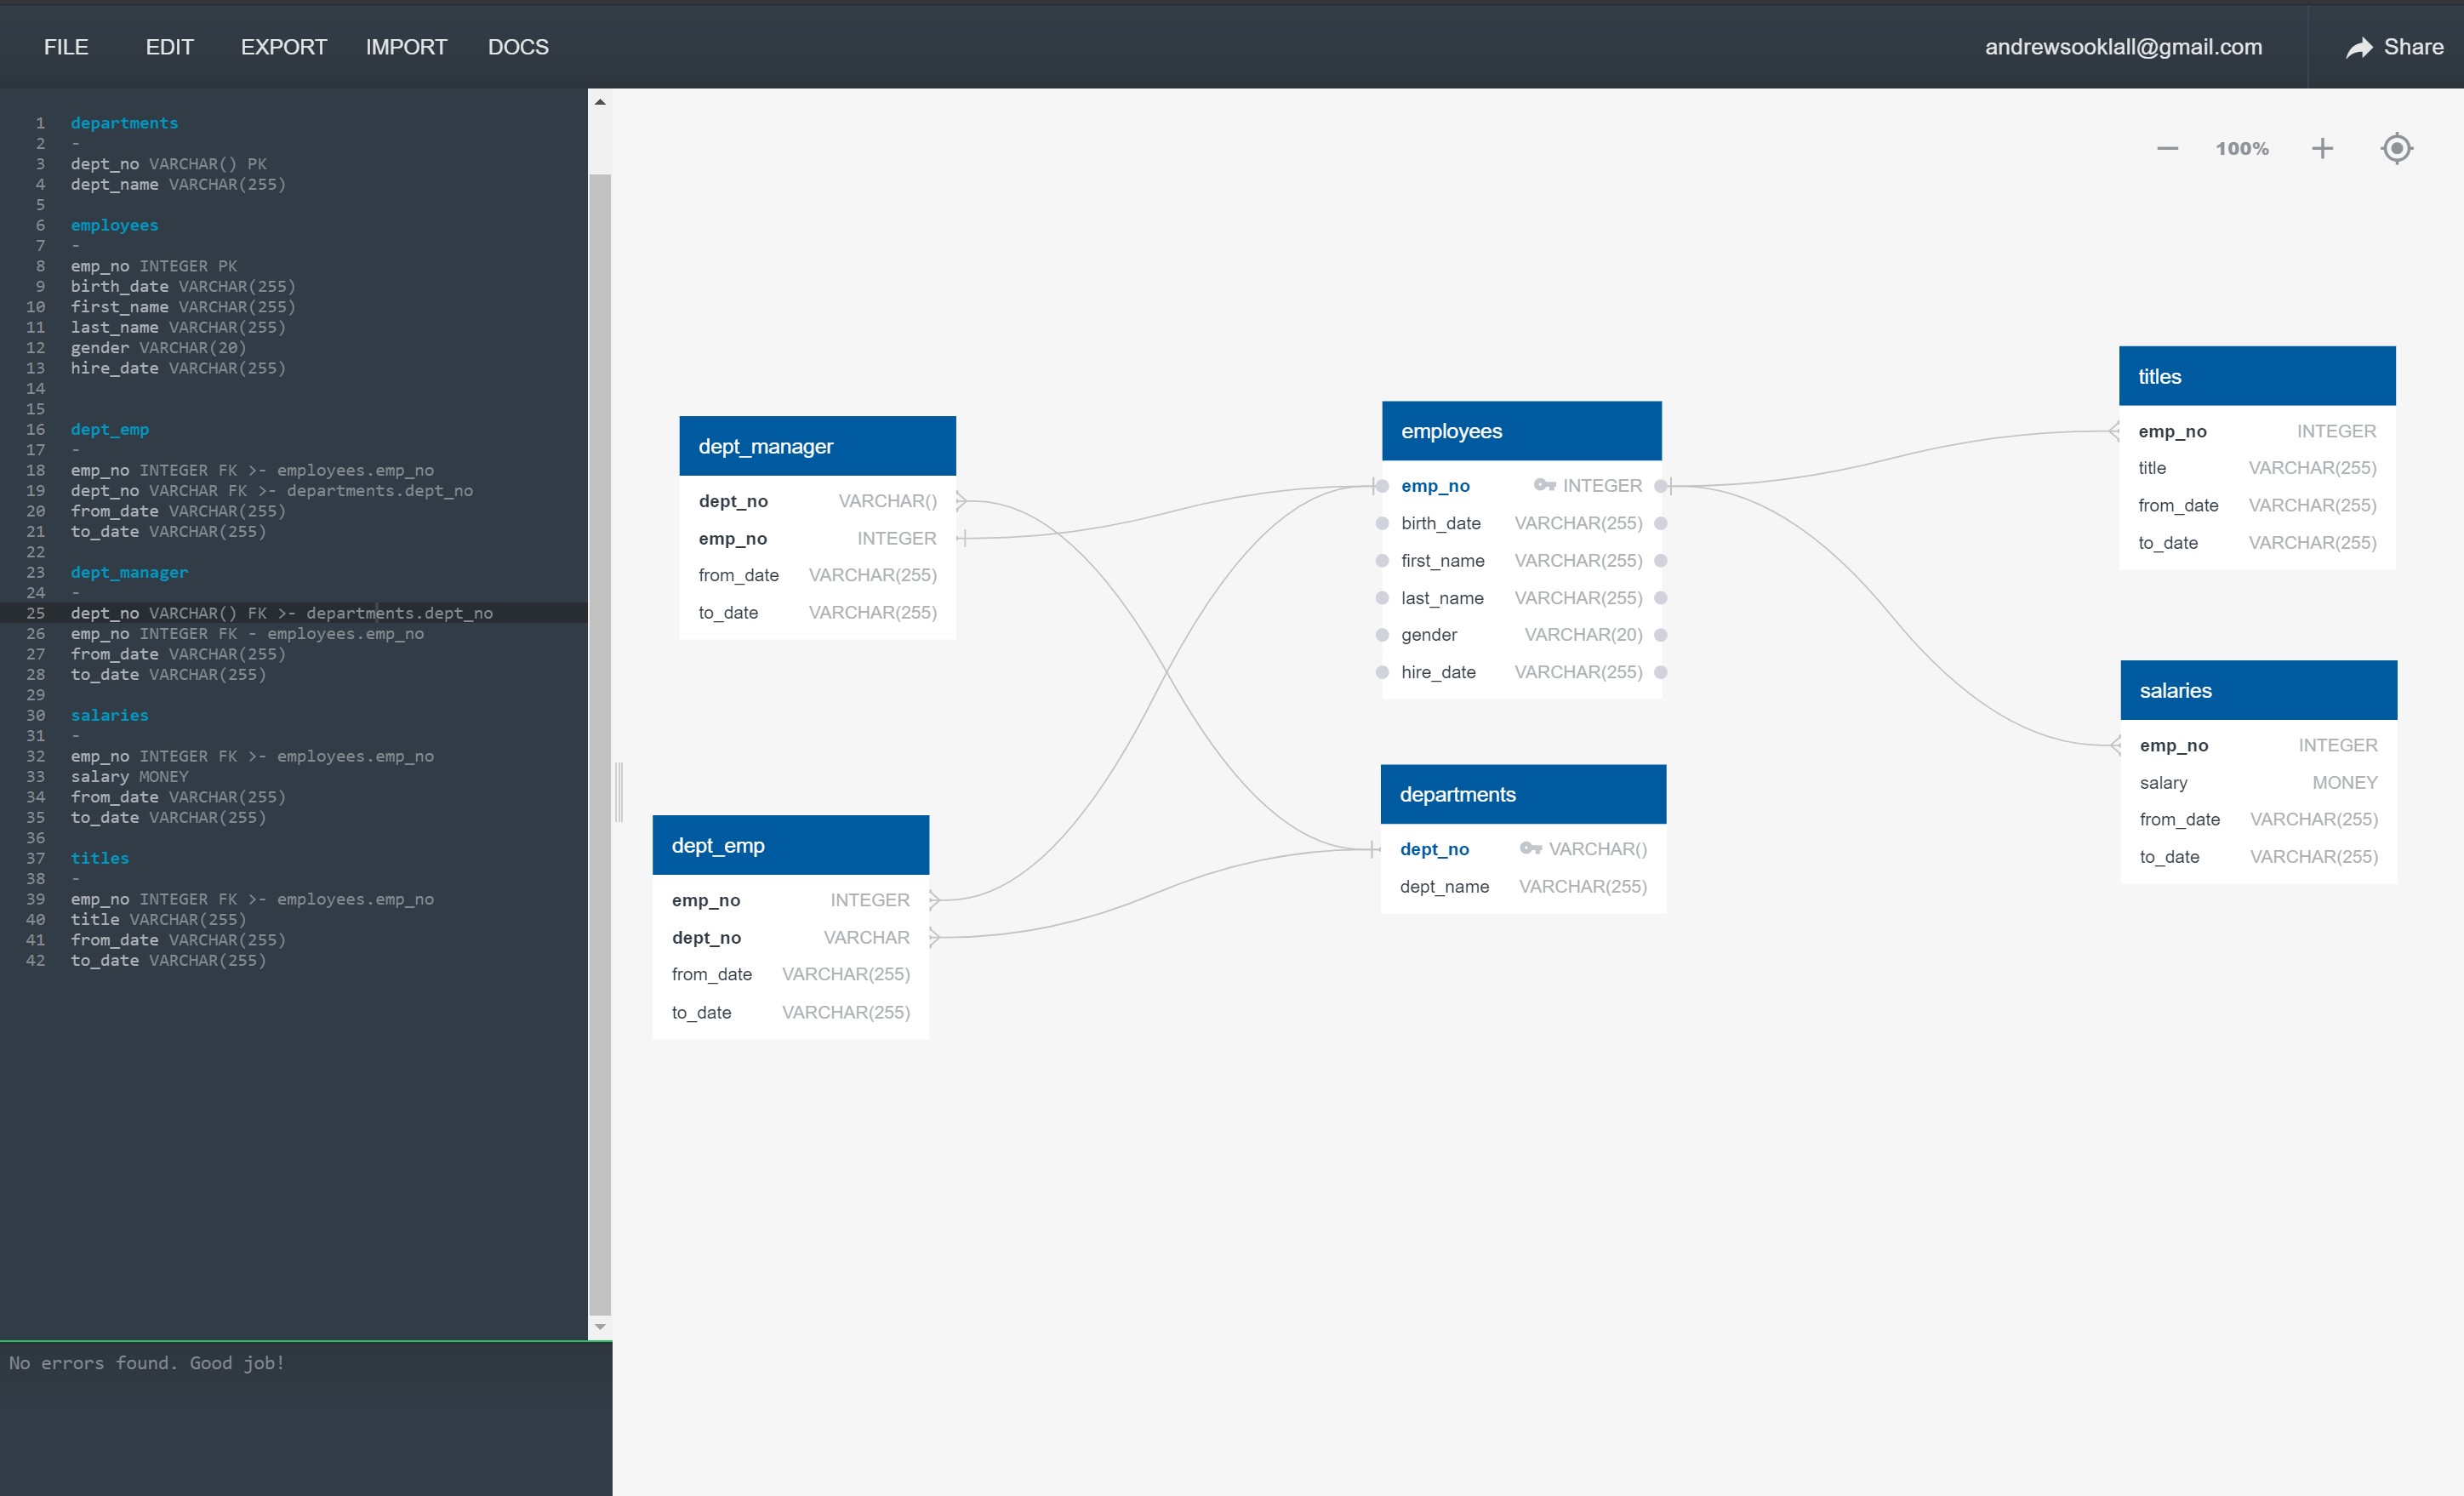 FILE EDIT EXPORT IMPORT DOCS andrewsooklall@gmail.com Share
1 departments
2 -
3 dept_no VARCHAR() PK
4 dept_name VARCHAR(255)
5
6 employees
7 -
8 emp_no INTEGER PK
9 birth_date VARCHAR(255)
10 first_name VARCHAR(255)
11 last_name VARCHAR(255)
12 gender VARCHAR(20)
13 hire_date VARCHAR(255)
14
15
16 dept_emp
17 -
18 emp_no INTEGER FK >- employees.emp_no
19 dept_no VARCHAR FK >- departments.dept_no
20 from_date VARCHAR(255)
21 to_date VARCHAR(255)
22
23 dept_manager
24 -
25 dept_no VARCHAR() FK >- departments.dept_no
26 emp_no INTEGER FK - employees.emp_no
27 from_date VARCHAR(255)
28 to_date VARCHAR(255)
29
30 salaries
31 -
32 emp_no INTEGER FK >- employees.emp_no
33 salary MONEY
34 from_date VARCHAR(255)
35 to_date VARCHAR(255)
36
37 titles
38 -
39 emp_no INTEGER FK >- employees.emp_no
40 title VARCHAR(255)
41 from_date VARCHAR(255)
42 to_date VARCHAR(255)
No errors found. Good job!
100%
dept_manager
dept_no VARCHAR()
emp_no INTEGER
from_date VARCHAR(255)
to_date VARCHAR(255)
dept_emp
emp_no INTEGER
dept_no VARCHAR
from_date VARCHAR(255)
to_date VARCHAR(255)
employees
emp_no INTEGER
birth_date VARCHAR(255)
first_name VARCHAR(255)
last_name VARCHAR(255)
gender VARCHAR(20)
hire_date VARCHAR(255)
departments
dept_no VARCHAR()
dept_name VARCHAR(255)
titles
emp_no INTEGER
title VARCHAR(255)
from_date VARCHAR(255)
to_date VARCHAR(255)
salaries
emp_no INTEGER
salary MONEY
from_date VARCHAR(255)
to_date VARCHAR(255)